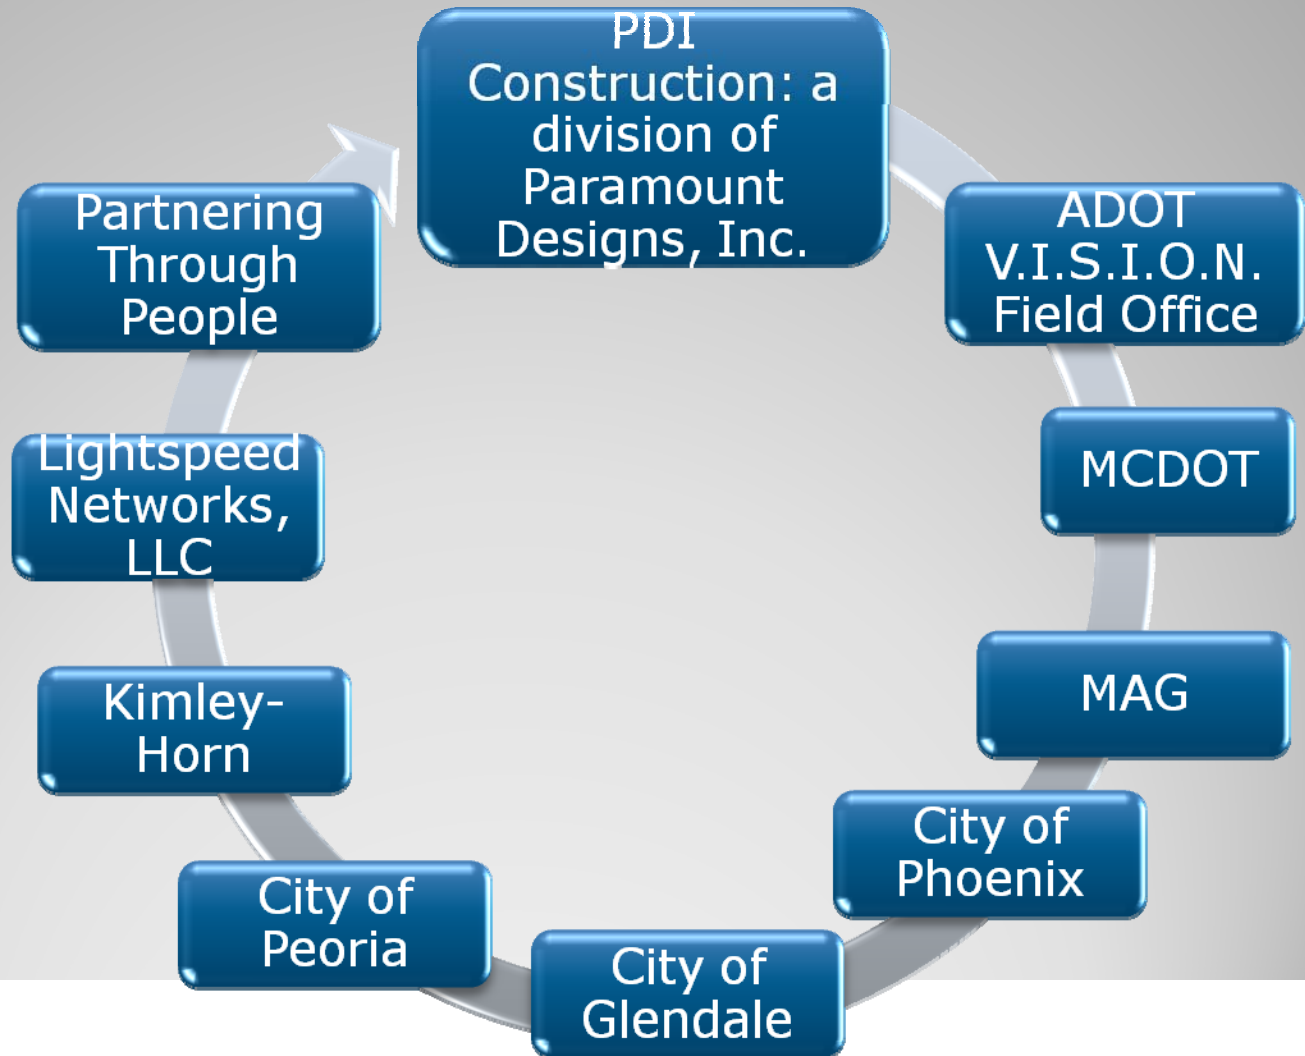 PDI
Construction: a
division of
Paramount
Designs, Inc.
ADOT
V.I.S.I.O.N.
Field Office
MCDOT
MAG
City of
Phoenix
City of
Glendale
City of
Peoria
Kimley-
Horn
Lightspeed
Networks,
LLC
Partnering
Through
People